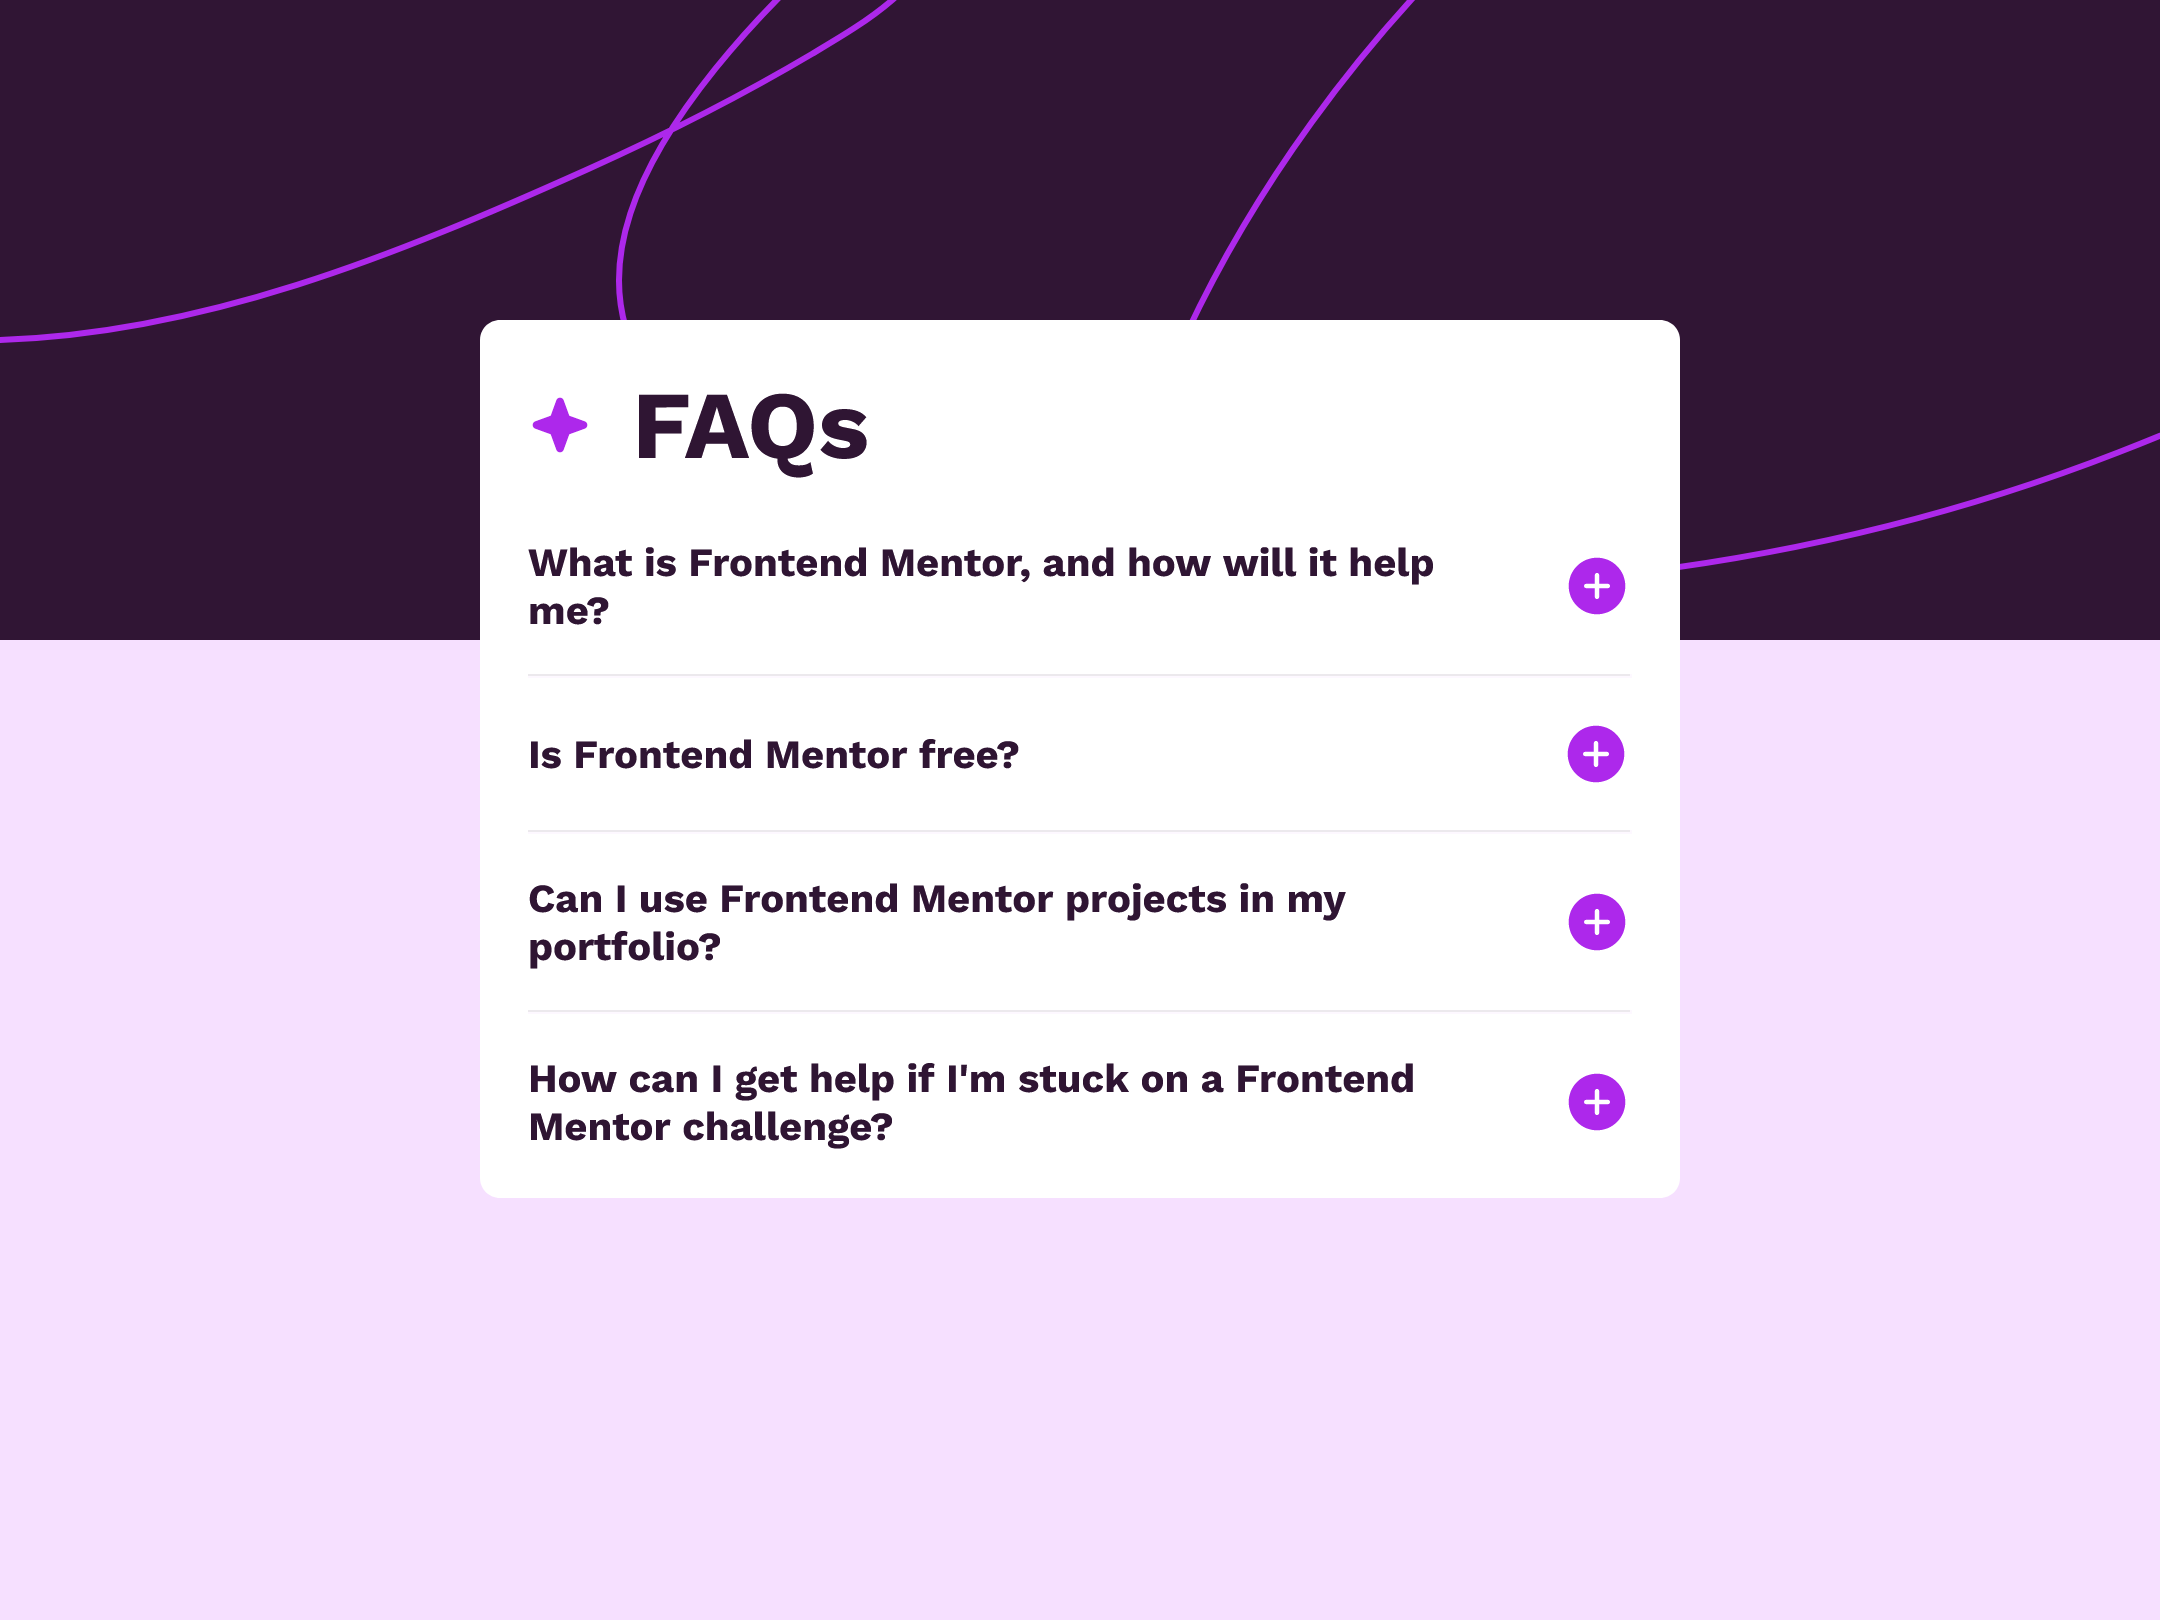 FAQs
What is Frontend Mentor, and how will it help
me?
Is Frontend Mentor free?
Can I use Frontend Mentor projects in my
portfolio?
How can I get help if I'm stuck on a Frontend
Mentor challenge?